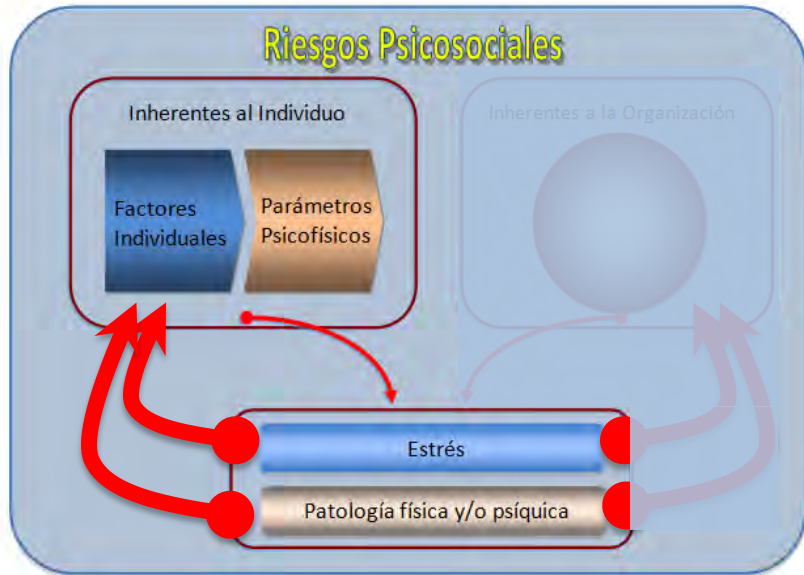 Riesgos Psicosociales
Inherentes al Individuo
Inherentes a la Organización
Factores
Individuales
Parámetros
Psicofísicos
Estrés
Patología física y/o psíquica